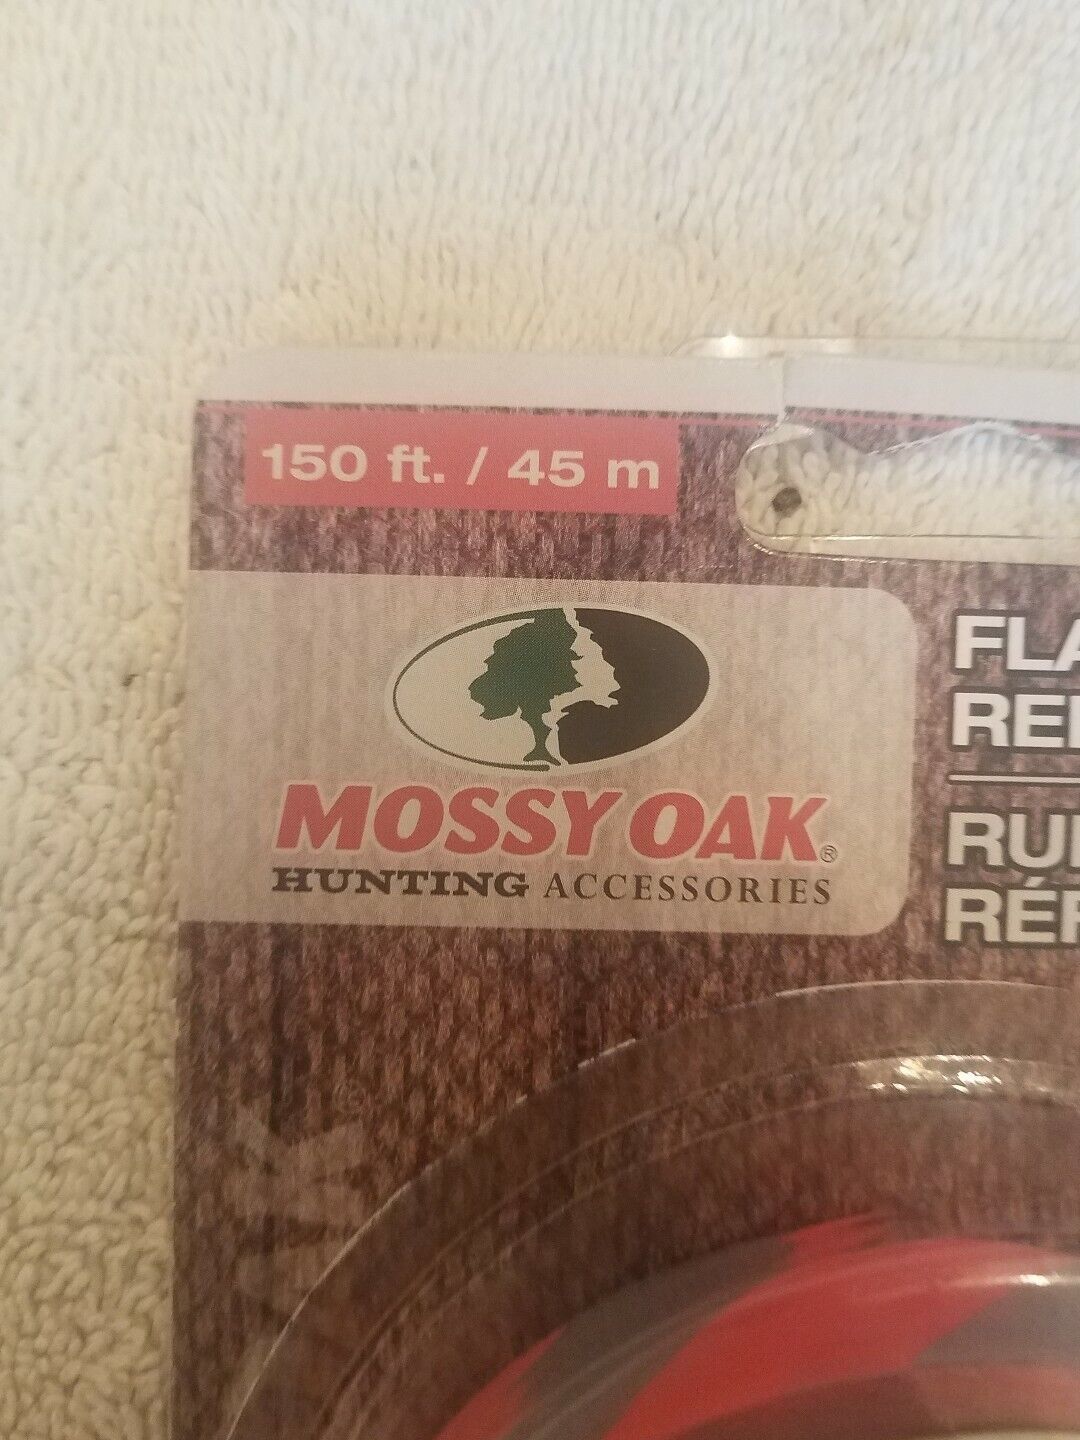 150 ft. / 45 m
MOSSY OAK®
HUNTING ACCESSORIES